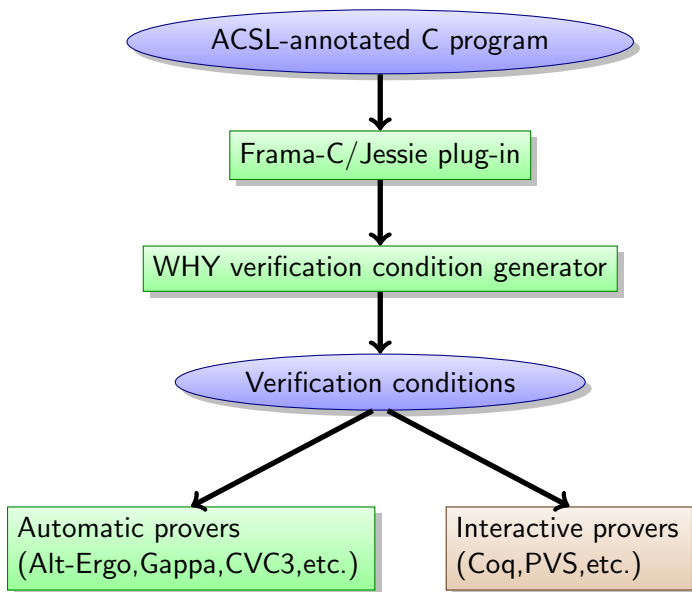 ACSL-annotated C program
Frama-C/Jessie plug-in
WHY verification condition generator
Verification conditions
Automatic provers
(Alt-Ergo,Gappa,CVC3,etc.)
Interactive provers
(Coq,PVS,etc.)